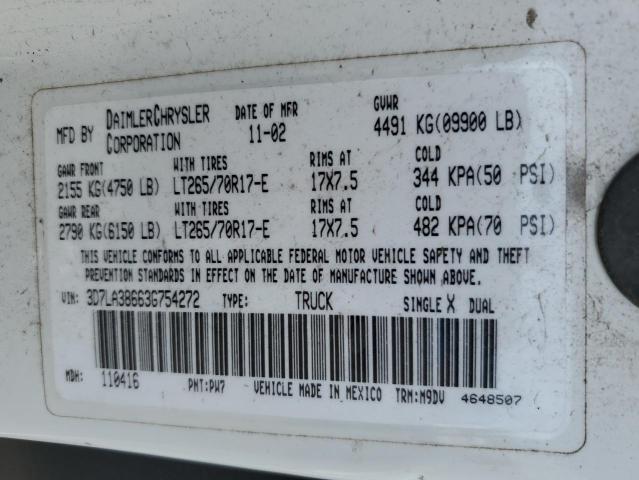 MFD BY DAIMLERCHRYSLER CORPORATION DATE OF MFR 11-02 GVWR 4491 KG(09900 LB)
GAWR FRONT WITH TIRES RIMS AT COLD
2155 KG(4750 LB) LT265/70R17-E 17X7.5 344 KPA(50 PSI)
GAWR REAR WITH TIRES RIMS AT COLD
2790 KG(6150 LB) LT265/70R17-E 17X7.5 482 KPA(70 PSI)
THIS VEHICLE CONFORMS TO ALL APPLICABLE FEDERAL MOTOR VEHICLE SAFETY AND THEFT
PREVENTION STANDARDS IN EFFECT ON THE DATE OF MANUFACTURE SHOWN ABOVE.
VIN: 3D7LA38663G754272 TYPE: TRUCK SINGLE X DUAL
MDH: 110416 PNT:PW7 VEHICLE MADE IN MEXICO TRM:M9DV 4648507